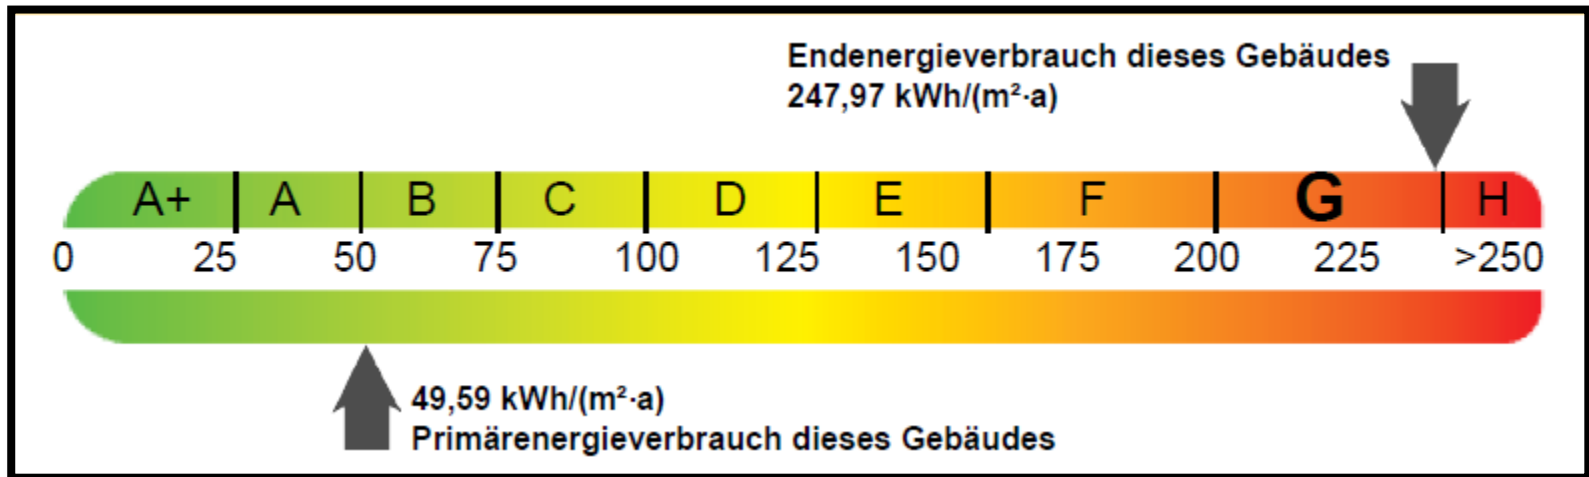 Endenergieverbrauch dieses Gebäudes
247,97 kWh/(m²·a)
A+ A B C D E F G H
0 25 50 75 100 125 150 175 200 225 >250
49,59 kWh/(m²·a)
Primärenergieverbrauch dieses Gebäudes